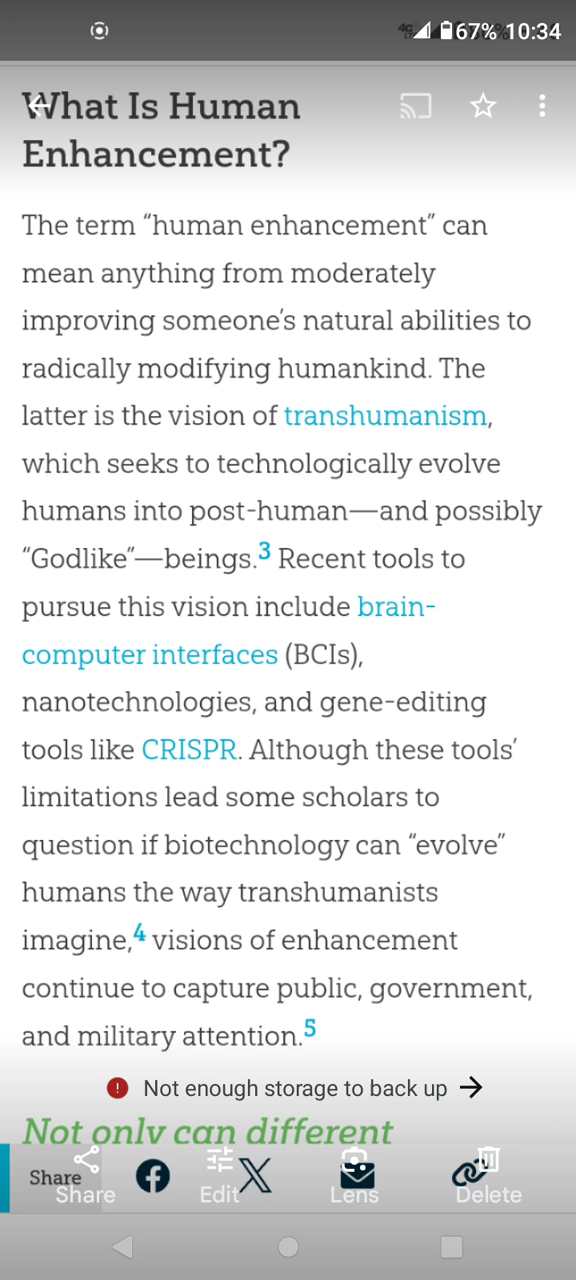 4G 67% 10:34
What Is Human
Enhancement?
The term “human enhancement” can
mean anything from moderately
improving someone’s natural abilities to
radically modifying humankind. The
latter is the vision of transhumanism,
which seeks to technologically evolve
humans into post-human—and possibly
“Godlike”—beings.3 Recent tools to
pursue this vision include brain-
computer interfaces (BCIs),
nanotechnologies, and gene-editing
tools like CRISPR. Although these tools’
limitations lead some scholars to
question if biotechnology can “evolve”
humans the way transhumanists
imagine,4 visions of enhancement
continue to capture public, government,
and military attention.5
Not enough storage to back up
Not only can different
Share
Share Edit Lens Delete